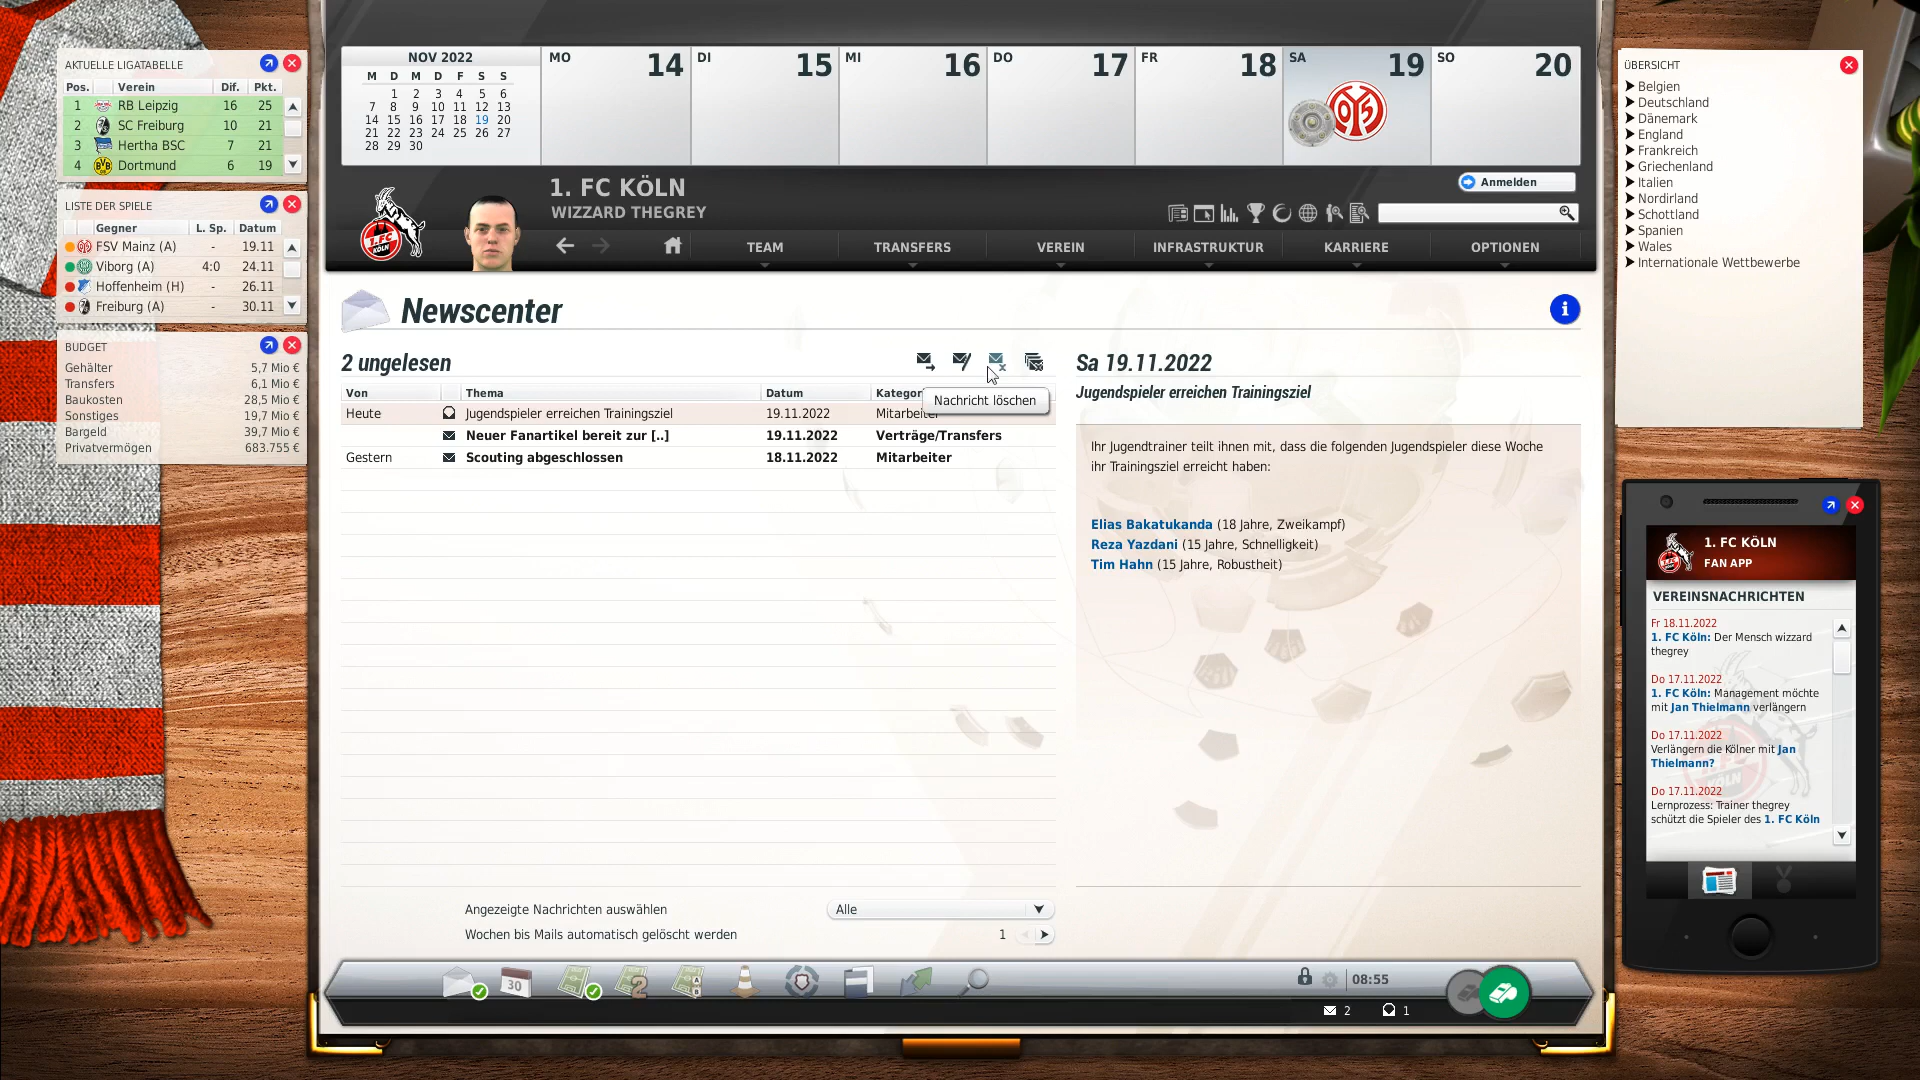 AKTUELLE LIGATABELLE
Pos. Verein Dif. Pkt.
1 RB Leipzig 16 25
2 SC Freiburg 10 21
3 Hertha BSC 7 21
4 Dortmund 6 19
LISTE DER SPIELE
Gegner L. Sp. Datum
FSV Mainz (A) - 19.11
Viborg (A) 4:0 24.11
Hoffenheim (H) - 26.11
Freiburg (A) - 30.11
BUDGET
Gehälter 5,7 Mio €
Transfers 6,1 Mio €
Baukosten 28,5 Mio €
Sonstiges 19,7 Mio €
Bargeld 39,7 Mio €
Privatvermögen 683.755 €
NOV 2022
M D M D F S S
1 2 3 4 5 6
7 8 9 10 11 12 13
14 15 16 17 18 19 20
21 22 23 24 25 26 27
28 29 30
MO 14 DI 15 MI 16 DO 17 FR 18 SA 19 SO 20
1. FC KÖLN
WIZZARD THEGREY
Anmelden
TEAM TRANSFERS VEREIN INFRASTRUKTUR KARRIERE OPTIONEN
Newscenter
2 ungelesen
Von Thema Datum Kategor
Nachricht löschen
Heute Jugendspieler erreichen Trainingsziel 19.11.2022 Mitarbeiter
Neuer Fanartikel bereit zur [..] 19.11.2022 Verträge/Transfers
Gestern Scouting abgeschlossen 18.11.2022 Mitarbeiter
Angezeigte Nachrichten auswählen Alle
Wochen bis Mails automatisch gelöscht werden 1
Sa 19.11.2022
Jugendspieler erreichen Trainingsziel
Ihr Jugendtrainer teilt ihnen mit, dass die folgenden Jugendspieler diese Woche
ihr Trainingsziel erreicht haben:
Elias Bakatukanda (18 Jahre, Zweikampf)
Reza Yazdani (15 Jahre, Schnelligkeit)
Tim Hahn (15 Jahre, Robustheit)
30
2
08:55
2 1
ÜBERSICHT
Belgien
Deutschland
Dänemark
England
Frankreich
Griechenland
Italien
Nordirland
Schottland
Spanien
Wales
Internationale Wettbewerbe
1. FC KÖLN
FAN APP
VEREINSNACHRICHTEN
Fr 18.11.2022
1. FC Köln: Der Mensch wizzard
thegrey
Do 17.11.2022
1. FC Köln: Management möchte
mit Jan Thielmann verlängern
Do 17.11.2022
Verlängern die Kölner mit Jan
Thielmann?
Do 17.11.2022
Lernprozess: Trainer thegrey
schützt die Spieler des 1. FC Köln